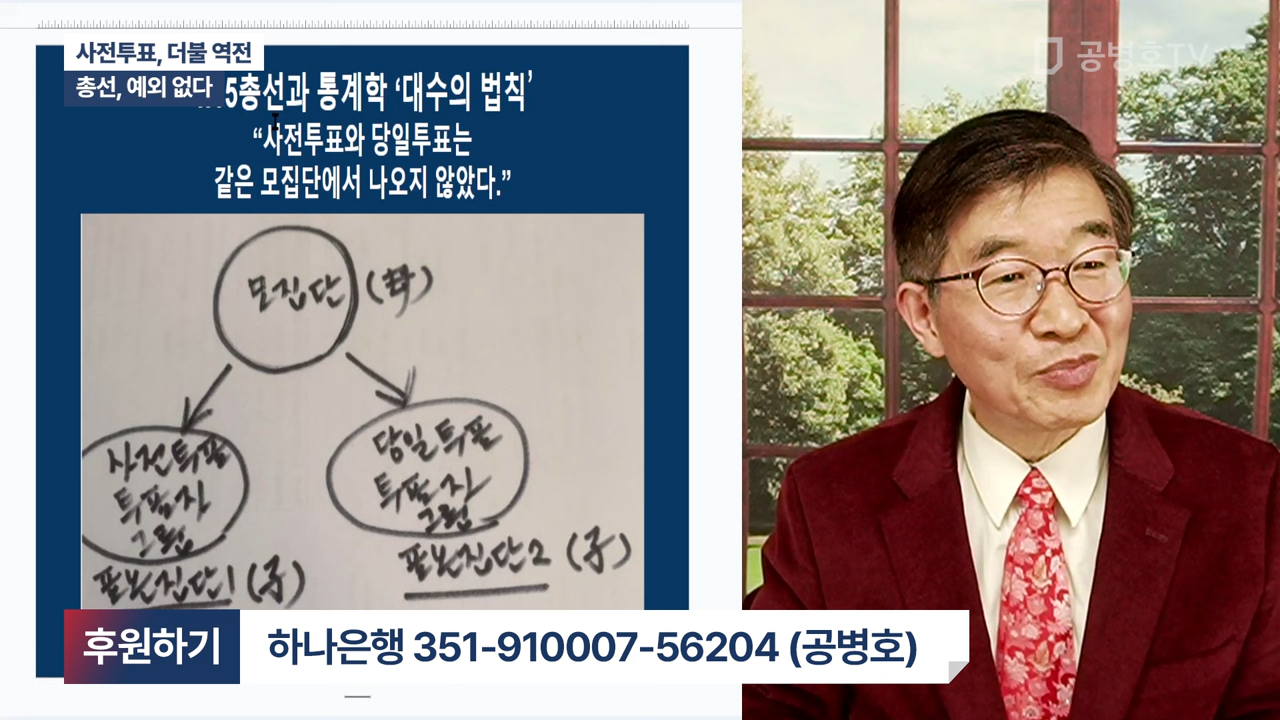 사전투표, 더불 역전
총선, 예외 없다
공병호TV
5총선과 통계학 ‘대수의 법칙’
“사전투표와 당일투표는
같은 모집단에서 나오지 않았다.”
모집단 (母)
사전투표
투표자
그룹
표본집단1 (子)
당일투표
투표자
그룹
표본집단2 (子)
후원하기
하나은행 351-910007-56204 (공병호)